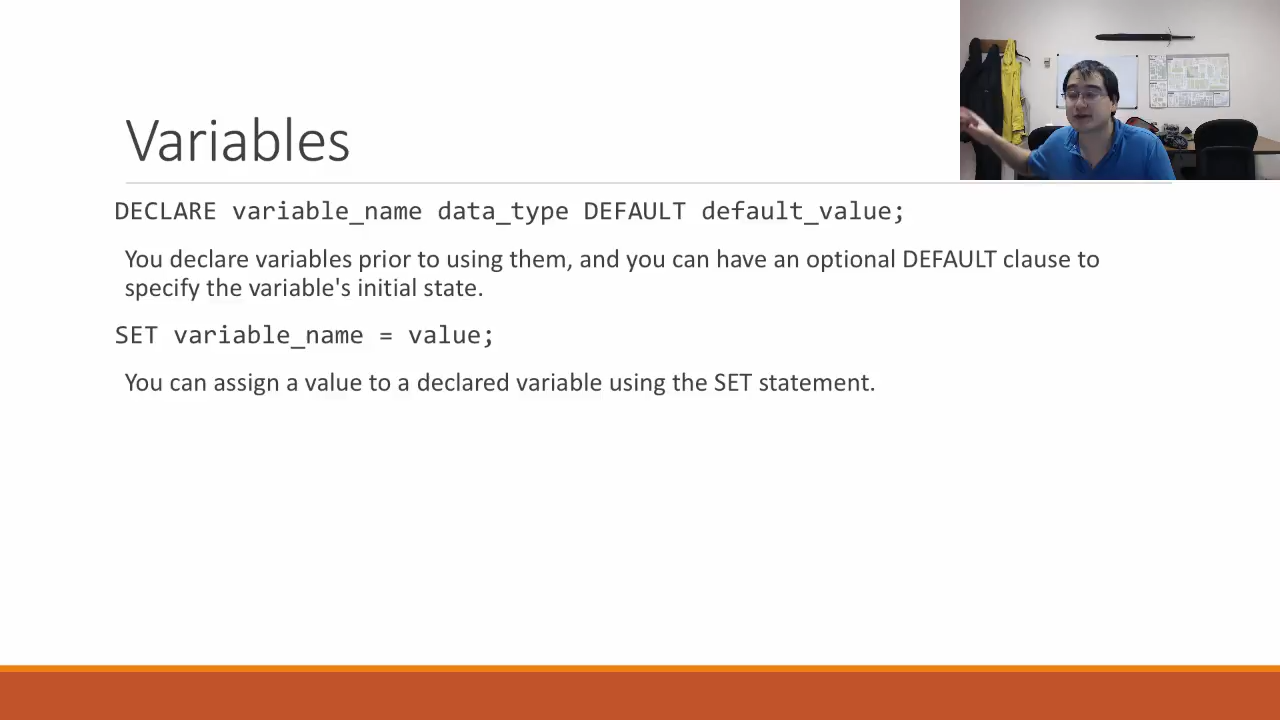 Variables
DECLARE variable_name data_type DEFAULT default_value;
You declare variables prior to using them, and you can have an optional DEFAULT clause to
specify the variable's initial state.
SET variable_name = value;
You can assign a value to a declared variable using the SET statement.